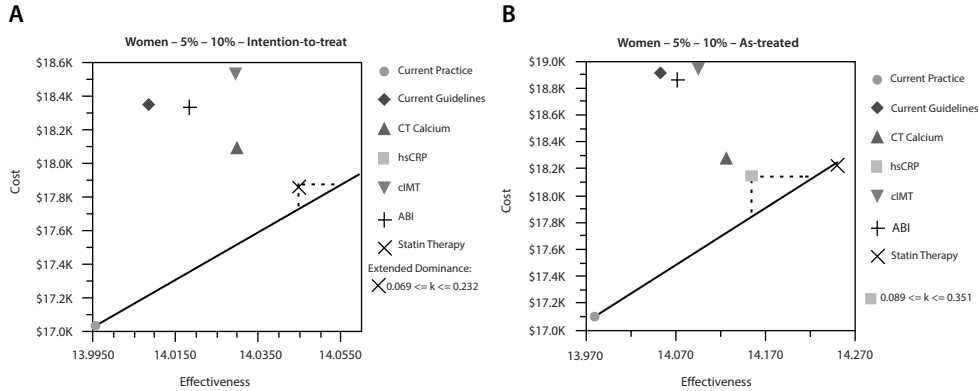 A
Women – 5% – 10% – Intention-to-treat
$18.6K
$18.4K
$18.2K
$18.0K
$17.8K
$17.6K
$17.4K
$17.2K
$17.0K
Cost
13.9950 14.0150 14.0350 14.0550
Effectiveness
Current Practice
Current Guidelines
CT Calcium
hsCRP
cIMT
ABI
Statin Therapy
Extended Dominance:
0.069 <= k <= 0.232
B
Women – 5% – 10% – As-treated
$19.0K
$18.8K
$18.6K
$18.4K
$18.2K
$18.0K
$17.8K
$17.6K
$17.4K
$17.2K
$17.0K
Cost
13.970 14.070 14.170 14.270
Effectiveness
Current Practice
Current Guidelines
CT Calcium
hsCRP
cIMT
ABI
Statin Therapy
0.089 <= k <= 0.351